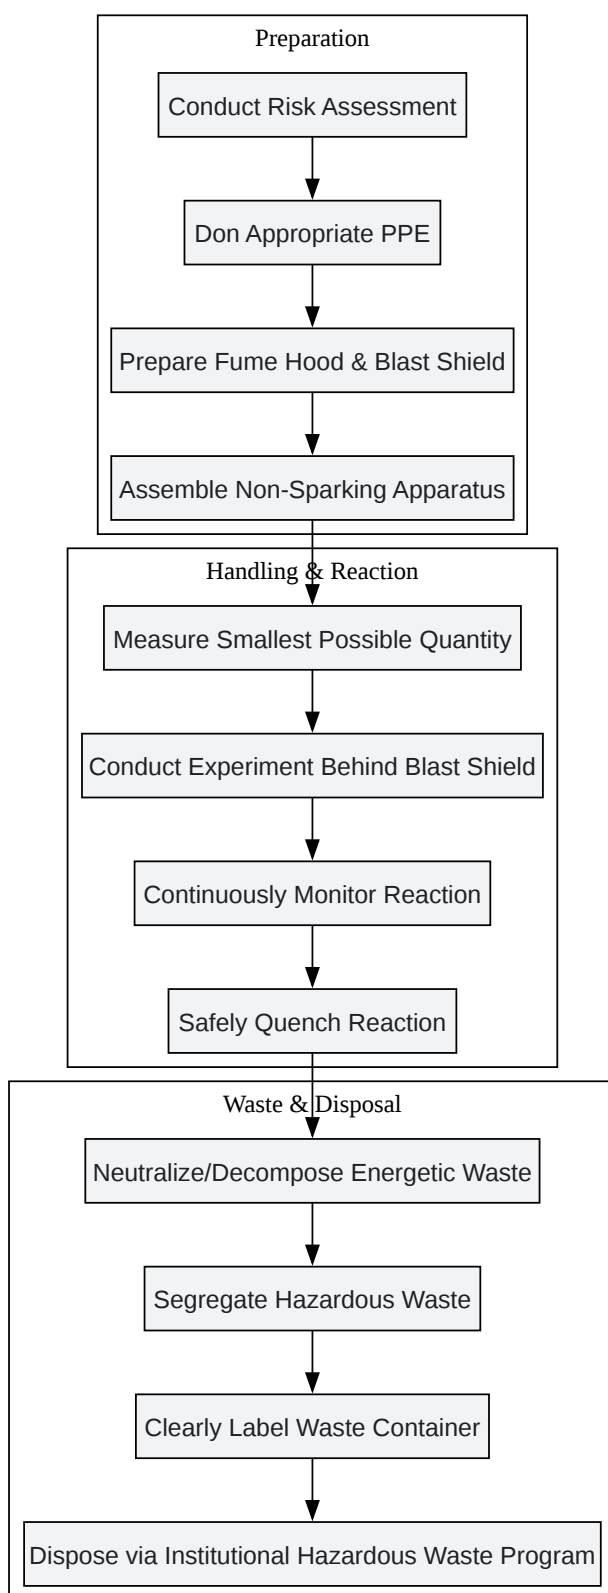 Preparation
Conduct Risk Assessment
Don Appropriate PPE
Prepare Fume Hood & Blast Shield
Assemble Non-Sparking Apparatus
Handling & Reaction
Measure Smallest Possible Quantity
Conduct Experiment Behind Blast Shield
Continuously Monitor Reaction
Safely Quench Reaction
Waste & Disposal
Neutralize/Decompose Energetic Waste
Segregate Hazardous Waste
Clearly Label Waste Container
Dispose via Institutional Hazardous Waste Program